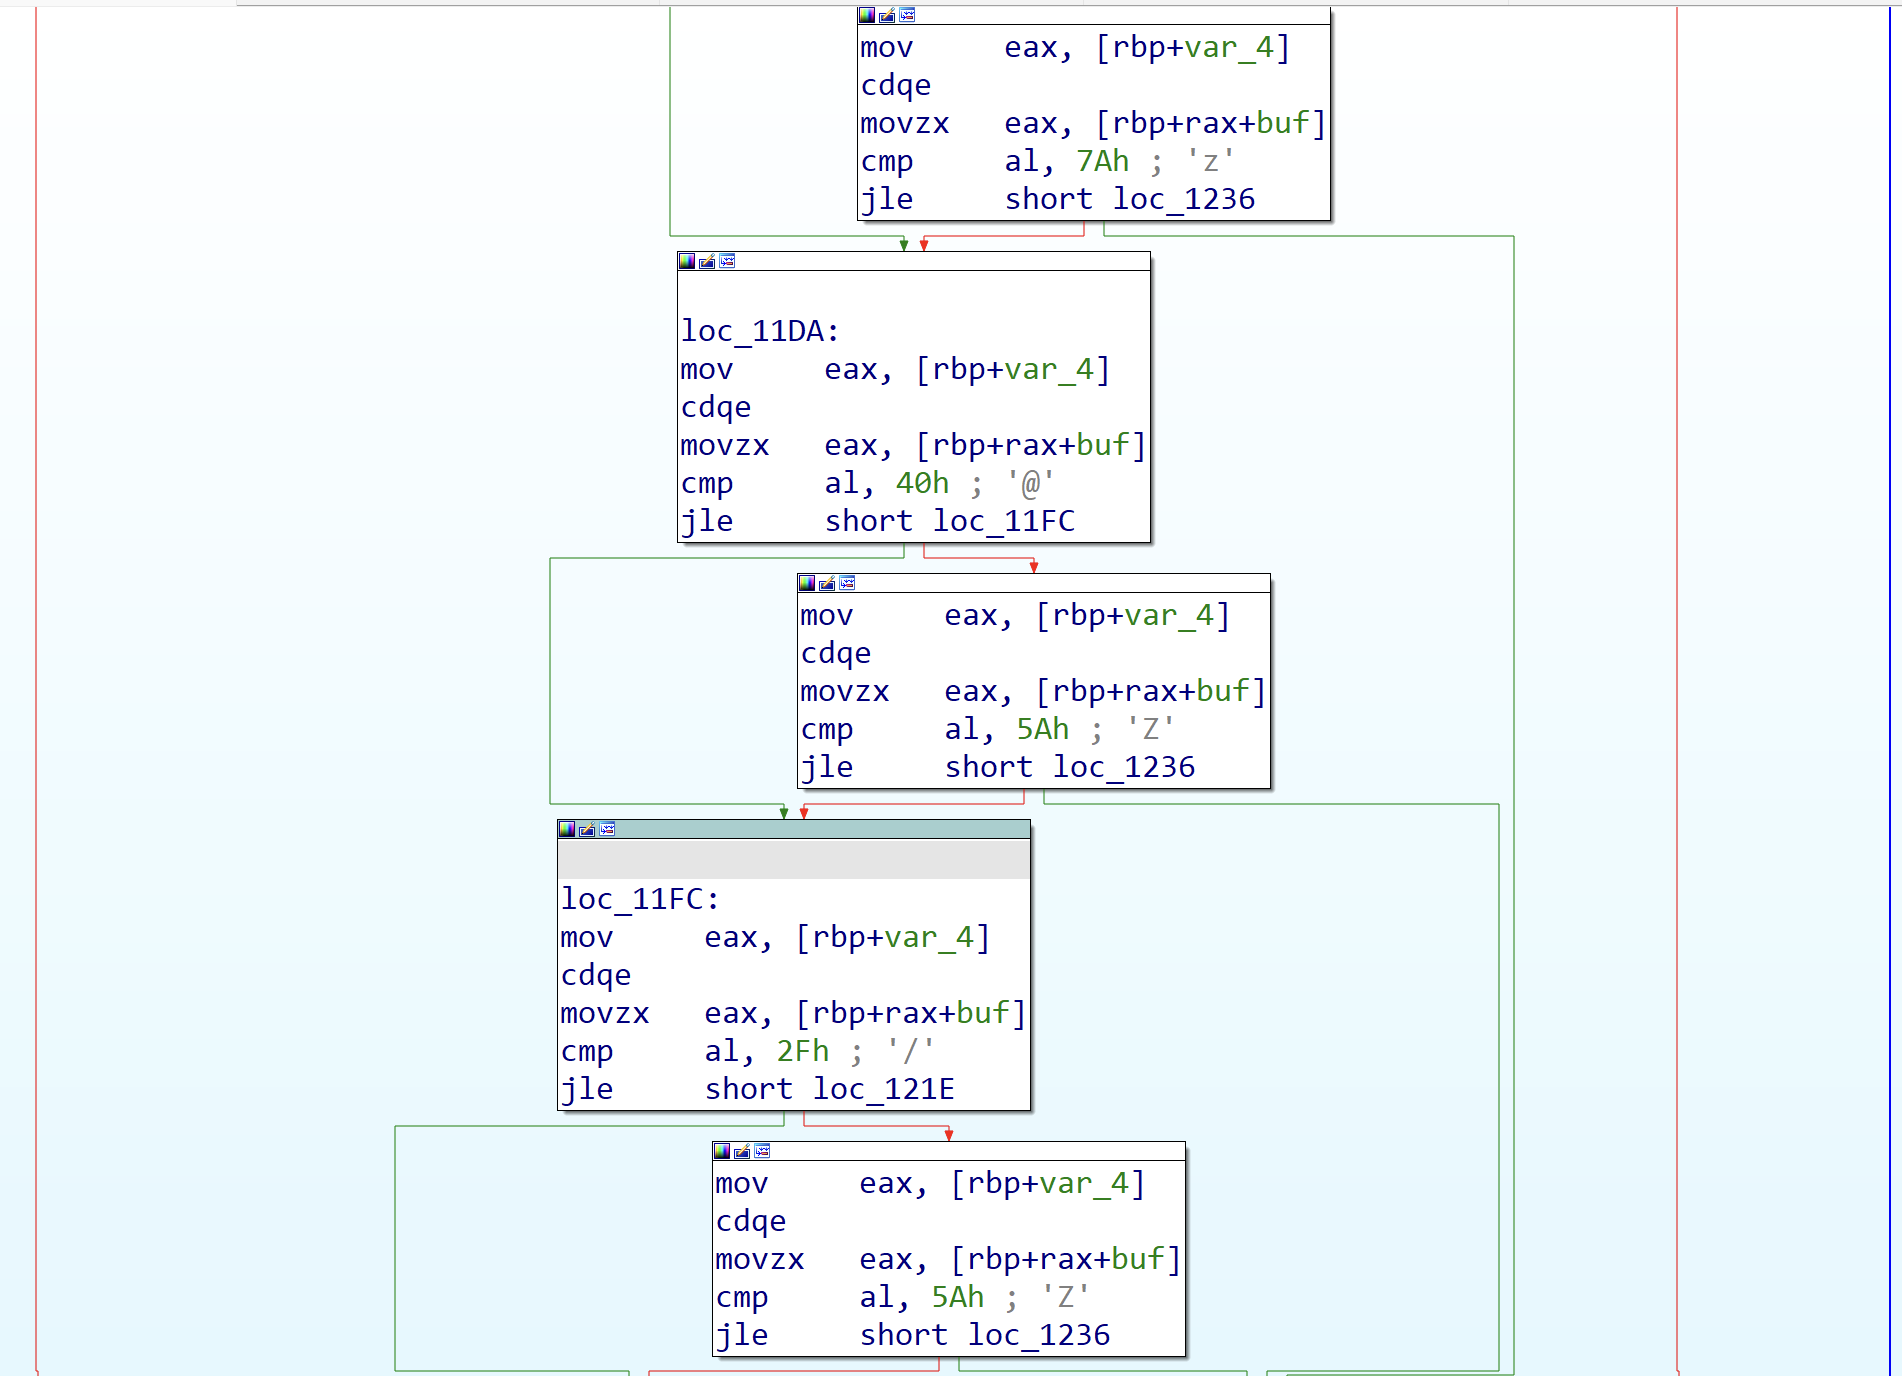 mov eax, [rbp+var_4]
cdqe
movzx eax, [rbp+rax+buf]
cmp al, 7Ah ; 'z'
jle short loc_1236
loc_11DA:
mov eax, [rbp+var_4]
cdqe
movzx eax, [rbp+rax+buf]
cmp al, 40h ; '@'
jle short loc_11FC
mov eax, [rbp+var_4]
cdqe
movzx eax, [rbp+rax+buf]
cmp al, 5Ah ; 'Z'
jle short loc_1236
loc_11FC:
mov eax, [rbp+var_4]
cdqe
movzx eax, [rbp+rax+buf]
cmp al, 2Fh ; '/'
jle short loc_121E
mov eax, [rbp+var_4]
cdqe
movzx eax, [rbp+rax+buf]
cmp al, 5Ah ; 'Z'
jle short loc_1236